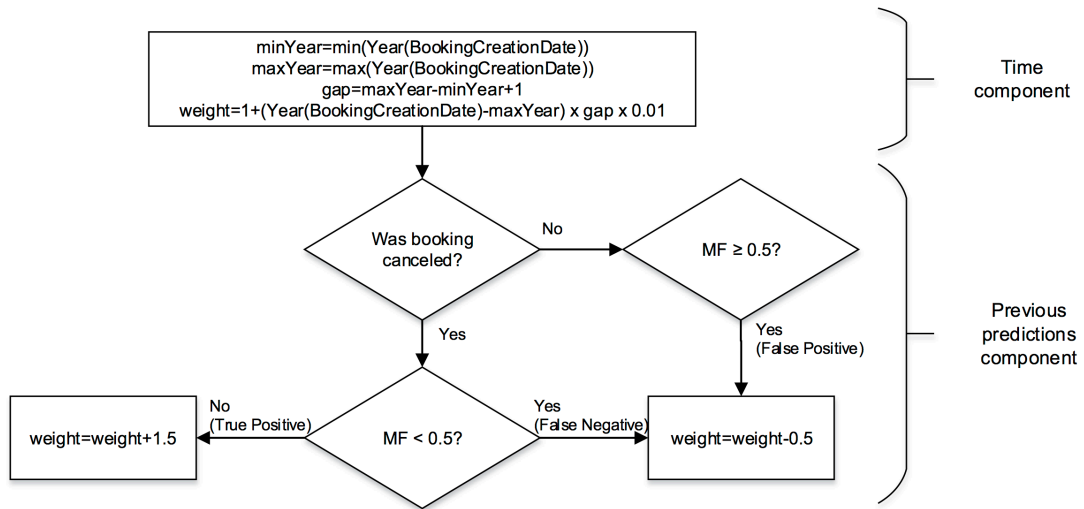 minYear=min(Year(BookingCreationDate))
maxYear=max(Year(BookingCreationDate))
gap=maxYear-minYear+1
weight=1+(Year(BookingCreationDate)-maxYear) x gap x 0.01
Time
component
Was booking
canceled?
No
MF ≥ 0.5?
Yes
Yes
(False Positive)
Previous
predictions
component
weight=weight+1.5
No
(True Positive)
MF < 0.5?
Yes
(False Negative)
weight=weight-0.5